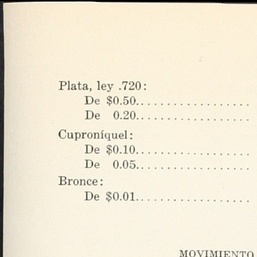 Plata, ley .720:
De $0.50..................
De 0.20..................
Cuproníquel:
De $0.10..................
De 0.05..................
Bronce:
De $0.01..................
MOVIMIENTO